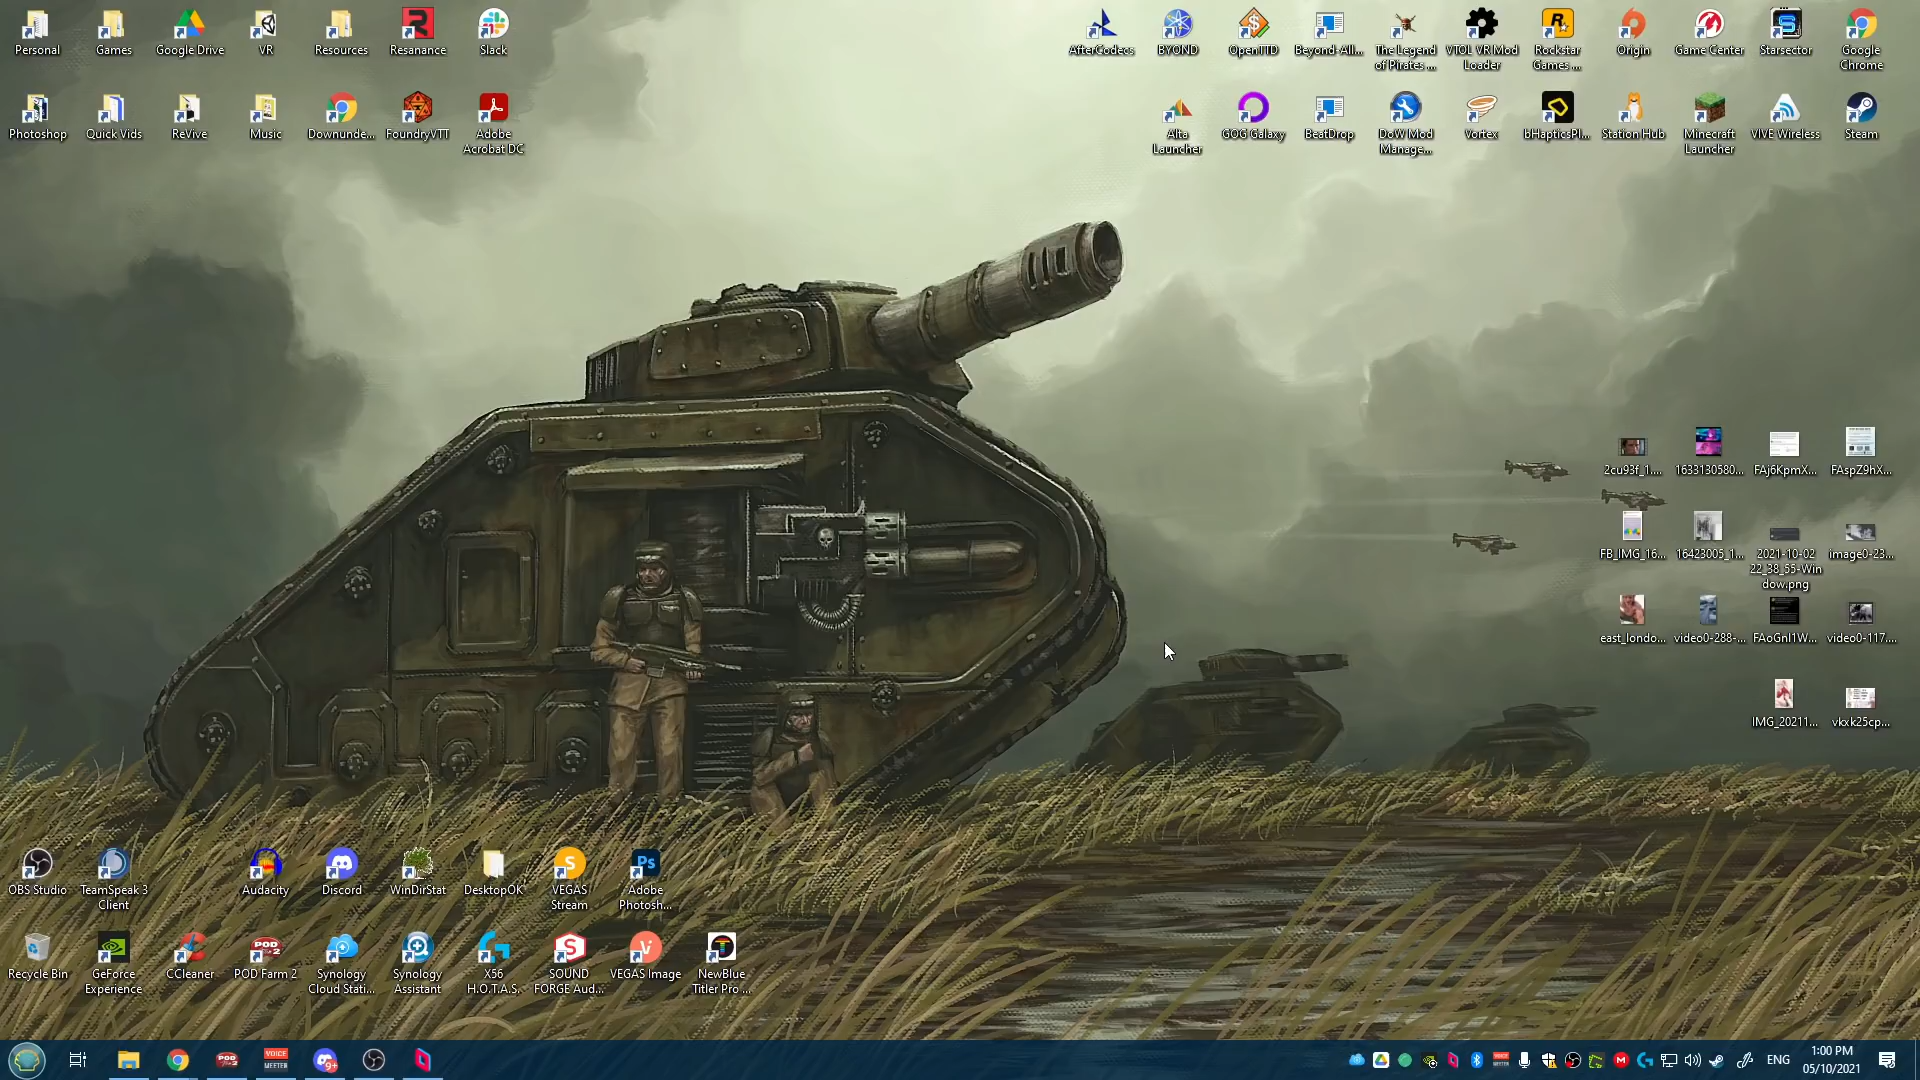 Personal
Games
Google Drive
VR
Resources
Resanance
Slack
AfterCodecs
BYOND
OpenTTD
Beyond-All...
The Legend
of Pirates ...
VTOL VR Mod
Loader
Rockstar
Games ...
Origin
Game Center
Starsector
Google
Chrome
Photoshop
Quick Vids
ReVive
Music
Downunde...
FoundryVTT
Adobe
Acrobat DC
Alta
Launcher
GOG Galaxy
BeatDrop
DoW Mod
Manage...
Vortex
bHapticsPl...
Station Hub
Minecraft
Launcher
VIVE Wireless
Steam
2cu93f_1....
1633130580...
FAj6KpmX...
FAspZ9hX...
FB_IMG_16...
16423005_1...
2021-10-02
22_38_55-Win
dow.png
image0-23...
east_londo...
video0-288-...
FAoGnI1W...
video0-117....
IMG_20211...
vkxk25cp...
OBS Studio
TeamSpeak 3
Client
Audacity
Discord
WinDirStat
DesktopOK
VEGAS
Stream
Ps
Adobe
Photosh...
Recycle Bin
GeForce
Experience
CCleaner
POD
POD Farm 2
Synology
Cloud Stati...
Synology
Assistant
X56
H.O.T.A.S.
SOUND
FORGE Aud...
VEGAS Image
NewBlue
Titler Pro ...
POD
VOICE
MEETER
9+
ENG
1:00 PM
05/10/2021